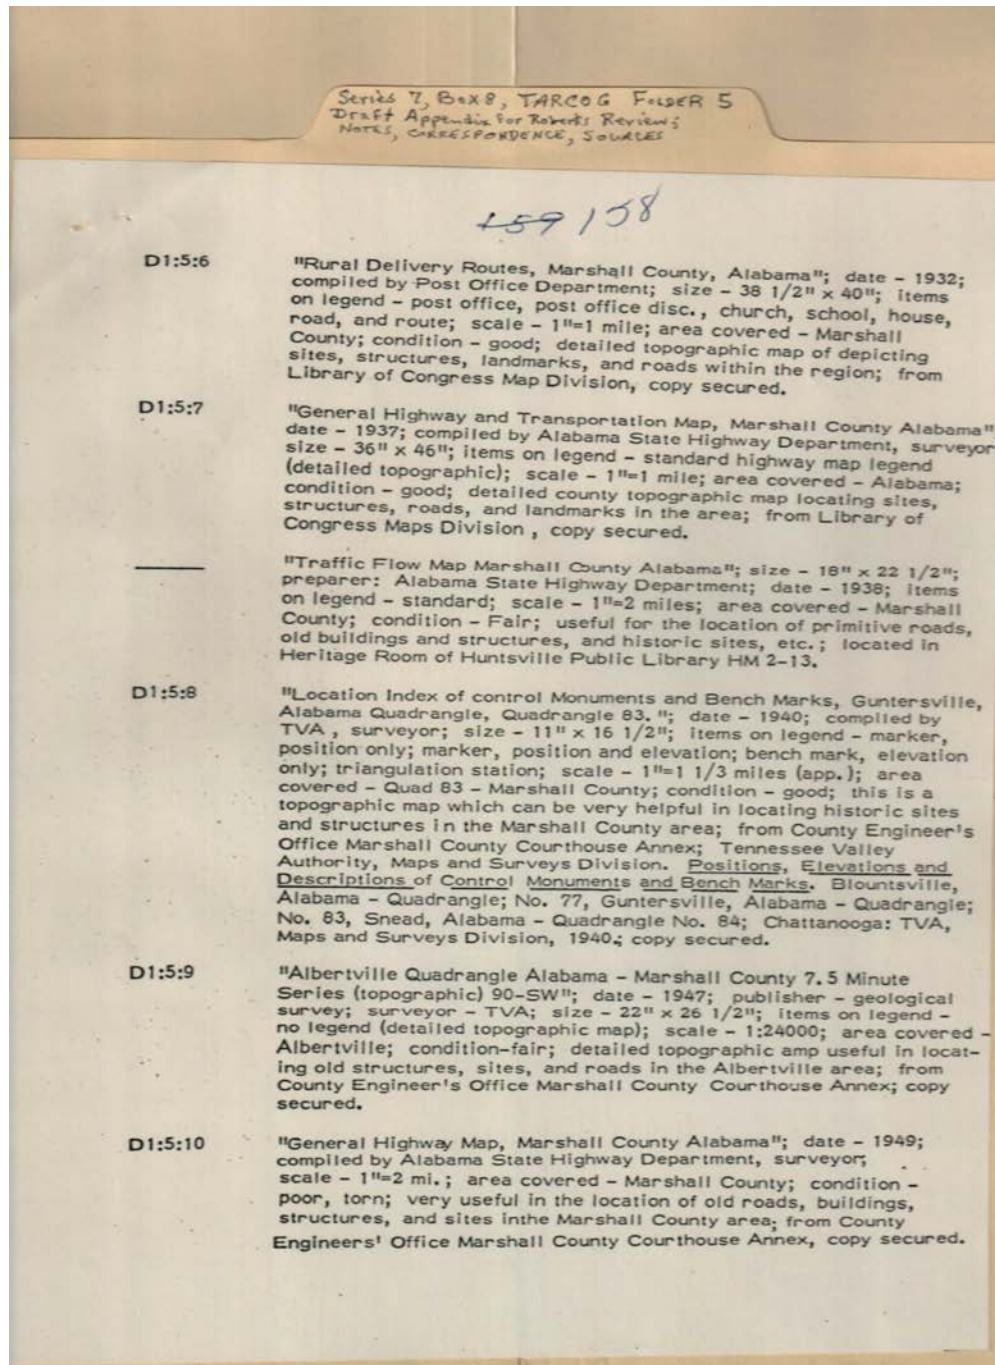 Series 7, Box 8, TARCOG FOLDER 5
Draft Appendix for Roberts Review;
NOTES, CORRESPONDENCE, SOURCES
159 158
D1:5:6 "Rural Delivery Routes, Marshall County, Alabama"; date - 1932;
compiled by Post Office Department; size - 38 1/2" x 40"; items
on legend - post office, post office disc., church, school, house,
road, and route; scale - 1"=1 mile; area covered - Marshall
County; condition - good; detailed topographic map of depicting
sites, structures, landmarks, and roads within the region; from
Library of Congress Map Division, copy secured.
D1:5:7 "General Highway and Transportation Map, Marshall County Alabama"
date - 1937; compiled by Alabama State Highway Department, surveyor
size - 36" x 46"; items on legend - standard highway map legend
(detailed topographic); scale - 1"=1 mile; area covered - Alabama;
condition - good; detailed county topographic map locating sites,
structures, roads, and landmarks in the area; from Library of
Congress Maps Division , copy secured.
"Traffic Flow Map Marshall County Alabama"; size - 18" x 22 1/2";
preparer: Alabama State Highway Department; date - 1938; items
on legend - standard; scale - 1"=2 miles; area covered - Marshall
County; condition - Fair; useful for the location of primitive roads,
old buildings and structures, and historic sites, etc.; located in
Heritage Room of Huntsville Public Library HM 2-13.
D1:5:8 "Location Index of control Monuments and Bench Marks, Guntersville,
Alabama Quadrangle, Quadrangle 83. "; date - 1940; compiled by
TVA , surveyor; size - 11" x 16 1/2"; items on legend - marker,
position only; marker, position and elevation; bench mark, elevation
only; triangulation station; scale - 1"=1 1/3 miles (app.); area
covered - Quad 83 - Marshall County; condition - good; this is a
topographic map which can be very helpful in locating historic sites
and structures in the Marshall County area; from County Engineer's
Office Marshall County Courthouse Annex; Tennessee Valley
Authority, Maps and Surveys Division. Positions, Elevations and
Descriptions of Control Monuments and Bench Marks. Blountsville,
Alabama - Quadrangle; No. 77, Guntersville, Alabama - Quadrangle;
No. 83, Snead, Alabama - Quadrangle No. 84; Chattanooga: TVA,
Maps and Surveys Division, 1940.; copy secured.
D1:5:9 "Albertville Quadrangle Alabama - Marshall County 7.5 Minute
Series (topographic) 90-SW"; date - 1947; publisher - geological
survey; surveyor - TVA; size - 22" x 26 1/2"; items on legend -
no legend (detailed topographic map); scale - 1:24000; area covered -
Albertville; condition-fair; detailed topographic amp useful in locat-
ing old structures, sites, and roads in the Albertville area; from
County Engineer's Office Marshall County Courthouse Annex; copy
secured.
D1:5:10 "General Highway Map, Marshall County Alabama"; date - 1949;
compiled by Alabama State Highway Department, surveyor;
scale - 1"=2 mi.; area covered - Marshall County; condition -
poor, torn; very useful in the location of old roads, buildings,
structures, and sites inthe Marshall County area; from County
Engineers' Office Marshall County Courthouse Annex, copy secured.